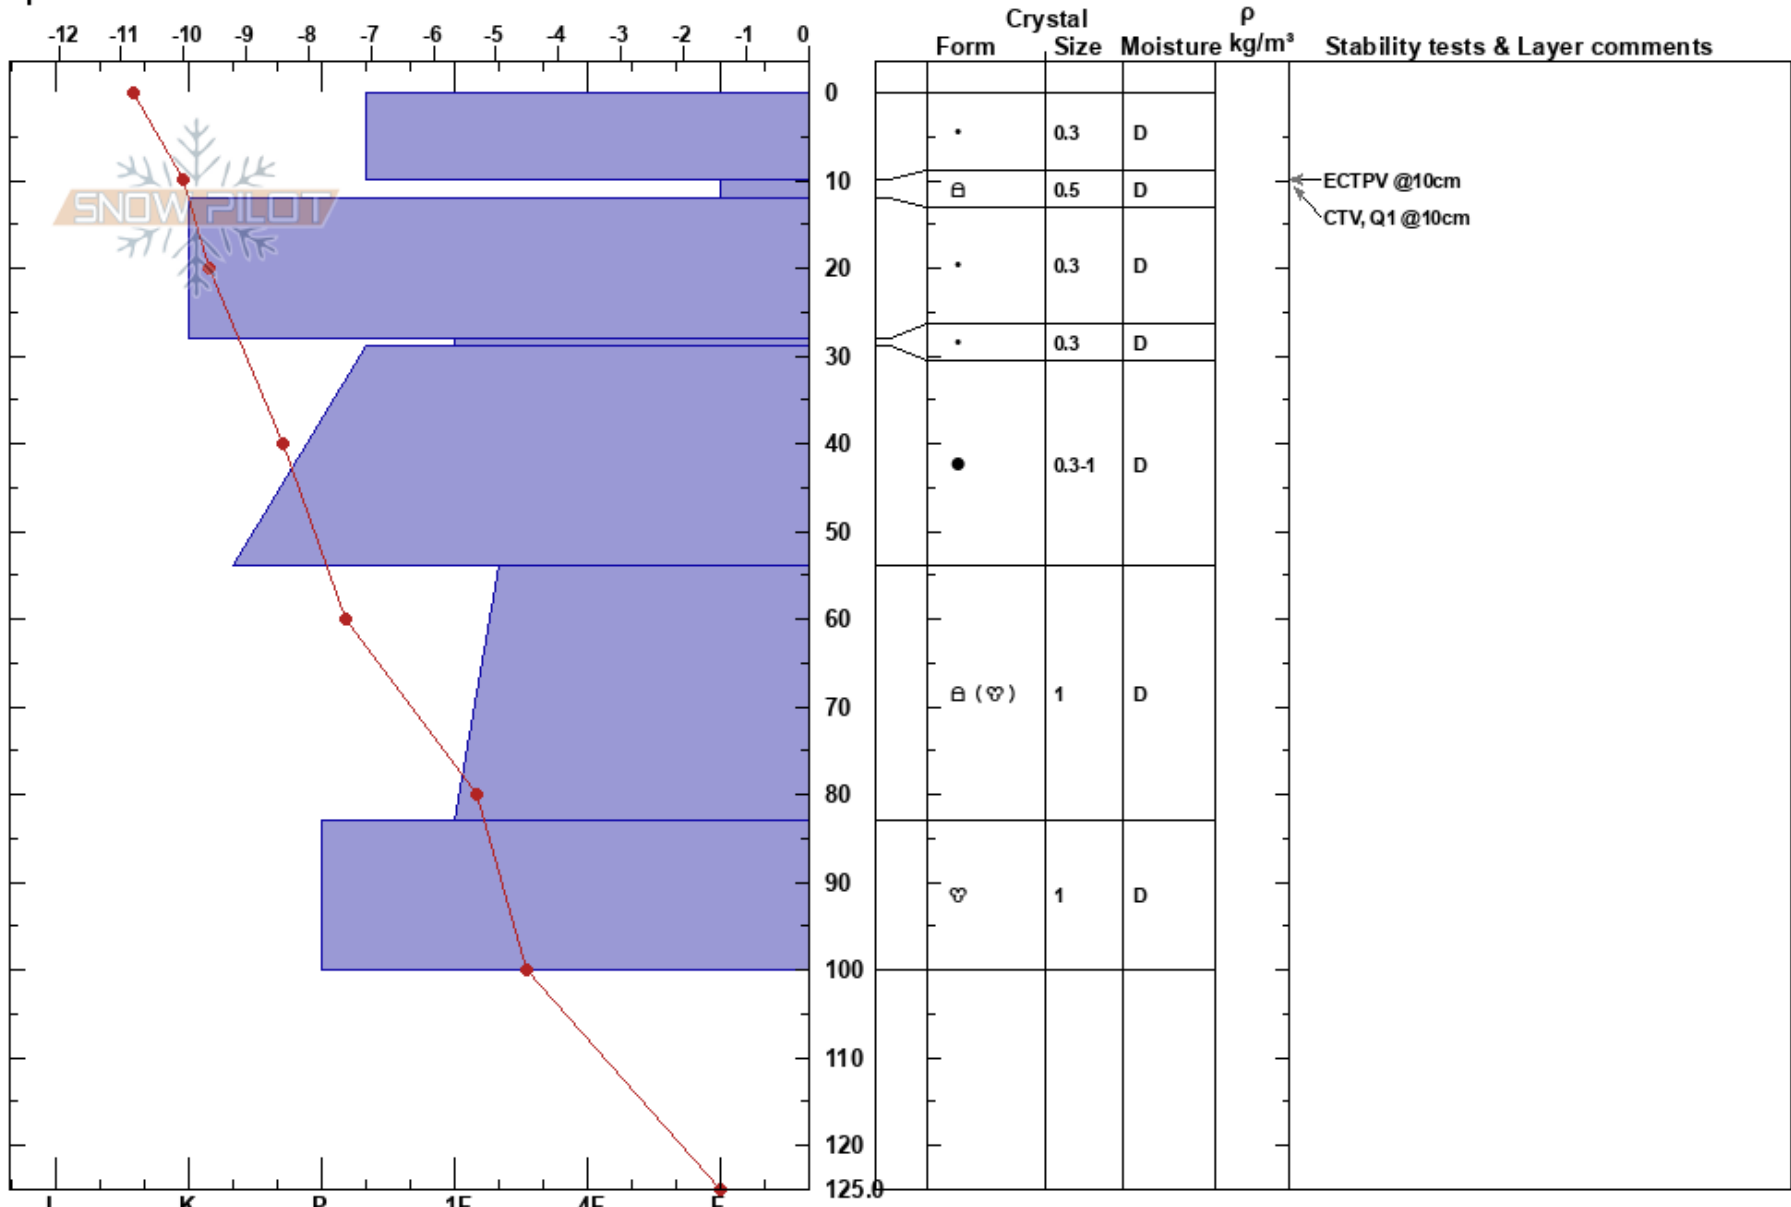 Crystal ρ
-12 -11 -10 -9 -8 -7 -6 -5 -4 -3 -2 -1 0
Form Size Moisture kg/m³ Stability tests & Layer comments
0
0.3 D
10
0.5 D
ECTPV @10cm
SNOW PILOT
CTV, Q1 @10cm
20
0.3 D
30
0.3 D
40
0.3-1 D
50
60
70
1 D
80
90
1 D
100
110
120
125.0
K P 1F 4F F